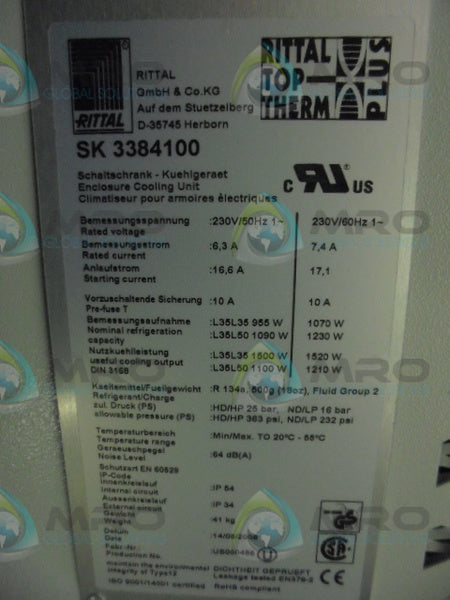 RITTAL
RITTAL
GmbH & Co.KG
Auf dem Stuetzelberg
D-35745 Herborn
RITTAL
TOP
THERM
PLUS
SK 3384100
Schaltschrank - Kuehlgeraet
Enclosure Cooling Unit
Climatiseur pour armoires èlectriques
C US
Bemessungsspannung :230V/50Hz 1~ 230V/60Hz 1~
Rated voltage
Bemessungsstrom :6,3 A 7,4 A
Rated current
Anlaufstrom :16,6 A 17,1
Starting current
Vorzuschaltende Sicherung :10 A 10 A
Pre-fuse T
Bemessungsaufnahme :L35L35 955 W 1070 W
Nominal refrigeration :L35L50 1090 W 1230 W
capacity
Nutzkuehlleistung :L35L35 1500 W 1520 W
useful cooling output :L35L50 1100 W 1210 W
DIN 3168
Kaeltemittel/Fuellgewicht :R 134a, 500g (18oz), Fluid Group 2
Refrigerant/Charge
zul. Druck (PS) :HD/HP 25 bar, ND/LP 16 bar
allowable pressure (PS) :HD/HP 363 psi, ND/LP 232 psi
Temperaturbereich :Min/Max. TO 20°C - 55°C
Temperature range
Geraeuschpegel :64 dB(A)
Noise Level
Schutzart EN 60529
IP-Code
Innenkreislauf :IP 54
Internal circuit
Aussenkreislauf :IP 34
External circuit
Gewicht :41 kg
Weight
Datum
Date
Fabr.-Nr.
Production No.
maintain the environmental DICHTHEIT GEPRUEFT
integrity of Type12 Leakage tested EN378-2 CE
ISO 9001/14001 certified RoHS compliant
MRO